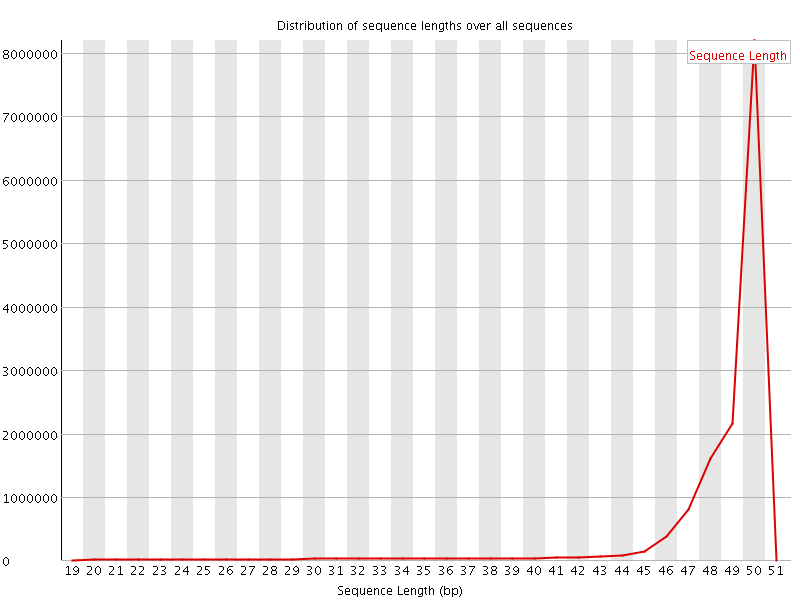 Distribution of sequence lengths over all sequences
8000000
Sequence Length
7000000
6000000
5000000
4000000
3000000
2000000
1000000
0
19 20 21 22 23 24 25 26 27 28 29 30 31 32 33 34 35 36 37 38 39 40 41 42 43 44 45 46 47 48 49 50 51
Sequence Length (bp)